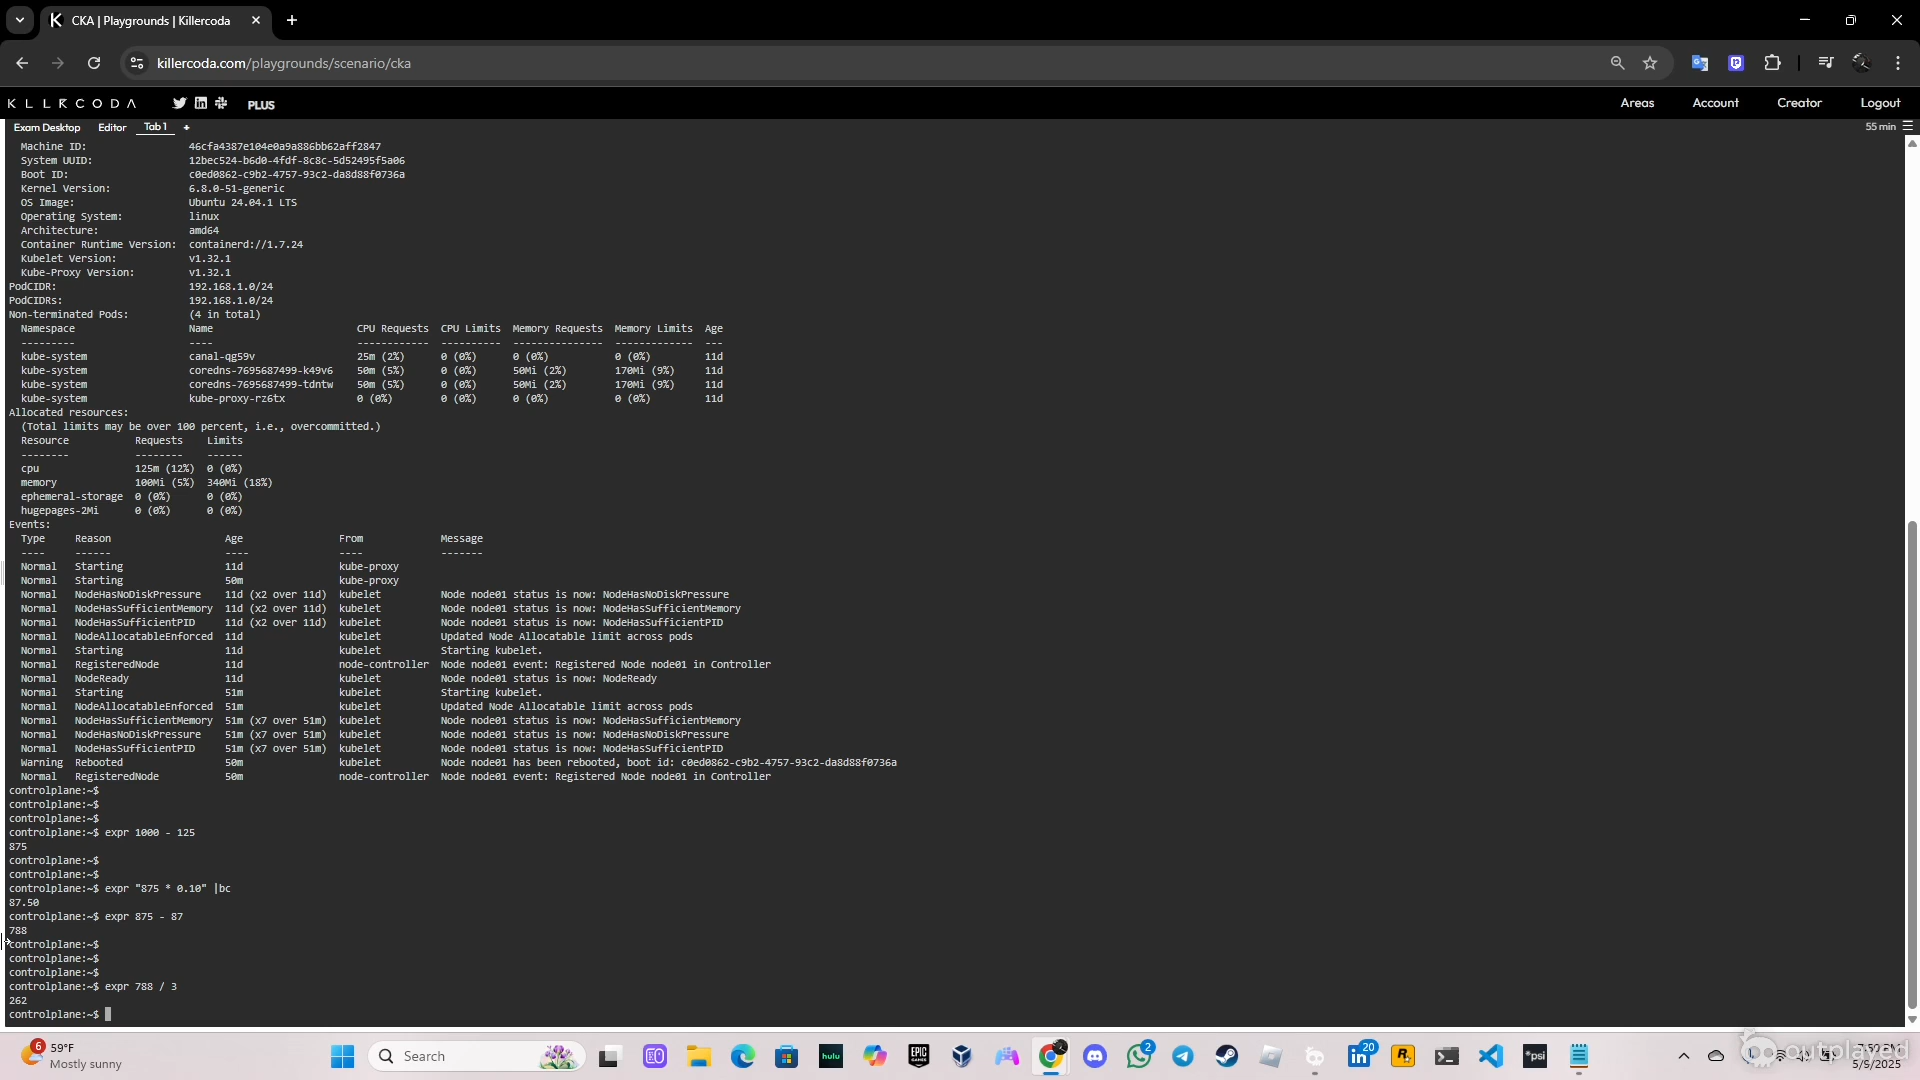 CKA | Playgrounds | Killercoda
killercoda.com/playgrounds/scenario/cka
KLLRCODA PLUS Areas Account Creator Logout
Exam Desktop Editor Tab 1 + 55 min
Machine ID: 46cfa4387e104e0a9a886bb62aff2847
System UUID: 12bec524-b6d0-4fdf-8c8c-5d52495f5a06
Boot ID: c0ed0862-c9b2-4757-93c2-da8d88f0736a
Kernel Version: 6.8.0-51-generic
OS Image: Ubuntu 24.04.1 LTS
Operating System: linux
Architecture: amd64
Container Runtime Version: containerd://1.7.24
Kubelet Version: v1.32.1
Kube-Proxy Version: v1.32.1
PodCIDR: 192.168.1.0/24
PodCIDRs: 192.168.1.0/24
Non-terminated Pods: (4 in total)
Namespace Name CPU Requests CPU Limits Memory Requests Memory Limits Age
--------- ---- ------------ ---------- --------------- ------------- ---
kube-system canal-qg59v 25m (2%) 0 (0%) 0 (0%) 0 (0%) 11d
kube-system coredns-7695687499-k49v6 50m (5%) 0 (0%) 50Mi (2%) 170Mi (9%) 11d
kube-system coredns-7695687499-tdntw 50m (5%) 0 (0%) 50Mi (2%) 170Mi (9%) 11d
kube-system kube-proxy-rz6tx 0 (0%) 0 (0%) 0 (0%) 0 (0%) 11d
Allocated resources:
(Total limits may be over 100 percent, i.e., overcommitted.)
Resource Requests Limits
-------- -------- ------
cpu 125m (12%) 0 (0%)
memory 100Mi (5%) 340Mi (18%)
ephemeral-storage 0 (0%) 0 (0%)
hugepages-2Mi 0 (0%) 0 (0%)
Events:
Type Reason Age From Message
---- ------ ---- ---- -------
Normal Starting 11d kube-proxy
Normal Starting 50m kube-proxy
Normal NodeHasNoDiskPressure 11d (x2 over 11d) kubelet Node node01 status is now: NodeHasNoDiskPressure
Normal NodeHasSufficientMemory 11d (x2 over 11d) kubelet Node node01 status is now: NodeHasSufficientMemory
Normal NodeHasSufficientPID 11d (x2 over 11d) kubelet Node node01 status is now: NodeHasSufficientPID
Normal NodeAllocatableEnforced 11d kubelet Updated Node Allocatable limit across pods
Normal Starting 11d kubelet Starting kubelet.
Normal RegisteredNode 11d node-controller Node node01 event: Registered Node node01 in Controller
Normal NodeReady 11d kubelet Node node01 status is now: NodeReady
Normal Starting 51m kubelet Starting kubelet.
Normal NodeAllocatableEnforced 51m kubelet Updated Node Allocatable limit across pods
Normal NodeHasSufficientMemory 51m (x7 over 51m) kubelet Node node01 status is now: NodeHasSufficientMemory
Normal NodeHasNoDiskPressure 51m (x7 over 51m) kubelet Node node01 status is now: NodeHasNoDiskPressure
Normal NodeHasSufficientPID 51m (x7 over 51m) kubelet Node node01 status is now: NodeHasSufficientPID
Warning Rebooted 50m kubelet Node node01 has been rebooted, boot id: c0ed0862-c9b2-4757-93c2-da8d88f0736a
Normal RegisteredNode 50m node-controller Node node01 event: Registered Node node01 in Controller
controlplane:~$
controlplane:~$
controlplane:~$
controlplane:~$ expr 1000 - 125
875
controlplane:~$
controlplane:~$
controlplane:~$ expr "875 * 0.10" |bc
87.50
controlplane:~$ expr 875 - 87
788
controlplane:~$
controlplane:~$
controlplane:~$
controlplane:~$ expr 788 / 3
262
controlplane:~$
6 59°F
Mostly sunny
Search
hulu
EPIC GAMES
2
20
*psi
outplayed
5/9/2025